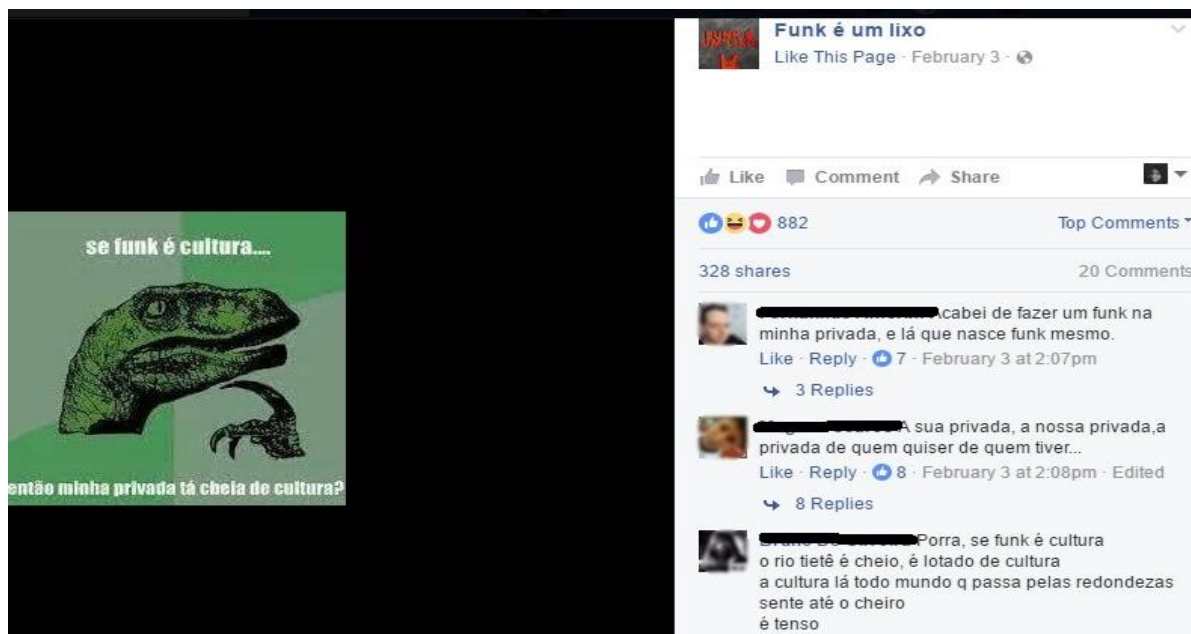 se funk é cultura....
então minha privada tá cheia de cultura?
Funk é um lixo
Like This Page · February 3 ·
Like Comment Share
882 Top Comments
328 shares 20 Comments
Acabei de fazer um funk na
minha privada, e lá que nasce funk mesmo.
Like · Reply · 7 · February 3 at 2:07pm
3 Replies
A sua privada, a nossa privada,a
privada de quem quiser de quem tiver...
Like · Reply · 8 · February 3 at 2:08pm · Edited
8 Replies
Porra, se funk é cultura
o rio tietê é cheio, é lotado de cultura
a cultura lá todo mundo q passa pelas redondezas
sente até o cheiro
é tenso